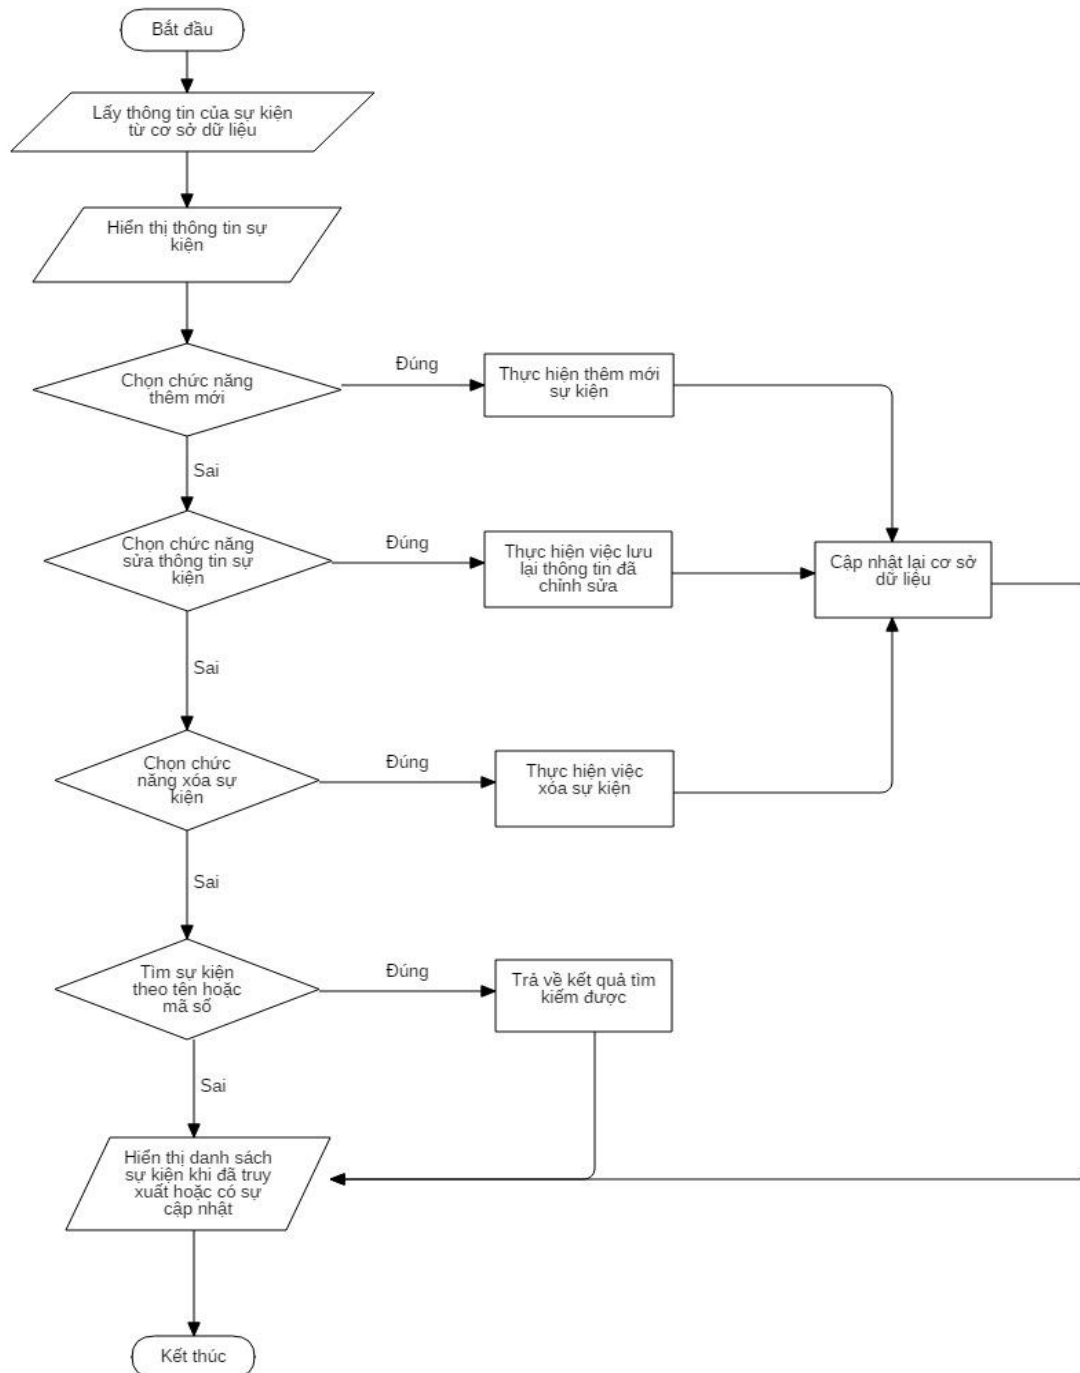 Bắt đầu
Lấy thông tin của sự kiện
từ cơ sở dữ liệu
Hiển thị thông tin sự
kiện
Chọn chức năng
thêm mới
Đúng
Thực hiện thêm mới
sự kiện
Sai
Chọn chức năng
sửa thông tin sự
kiện
Đúng
Thực hiện việc lưu
lại thông tin đã
chỉnh sửa
Cập nhật lại cơ sở
dữ liệu
Sai
Chọn chức
năng xóa sự
kiện
Đúng
Thực hiện việc
xóa sự kiện
Sai
Tìm sự kiện
theo tên hoặc
mã số
Đúng
Trả về kết quả tìm
kiếm được
Sai
Hiển thị danh sách
sự kiện khi đã truy
xuất hoặc có sự
cập nhật
Kết thúc